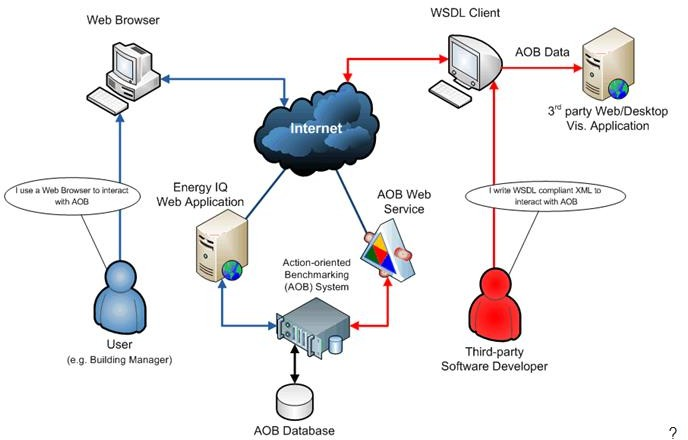 Web Browser
WSDL Client
AOB Data
3rd party Web/Desktop
Vis. Application
Internet
I use a Web Browser to interact
with AOB
Energy IQ
Web Application
AOB Web
Service
I write WSDL compliant XML to
interact with AOB
Action-oriented
Benchmarking
(AOB) System
User
(e.g. Building Manager)
Third-party
Software Developer
AOB Database
?